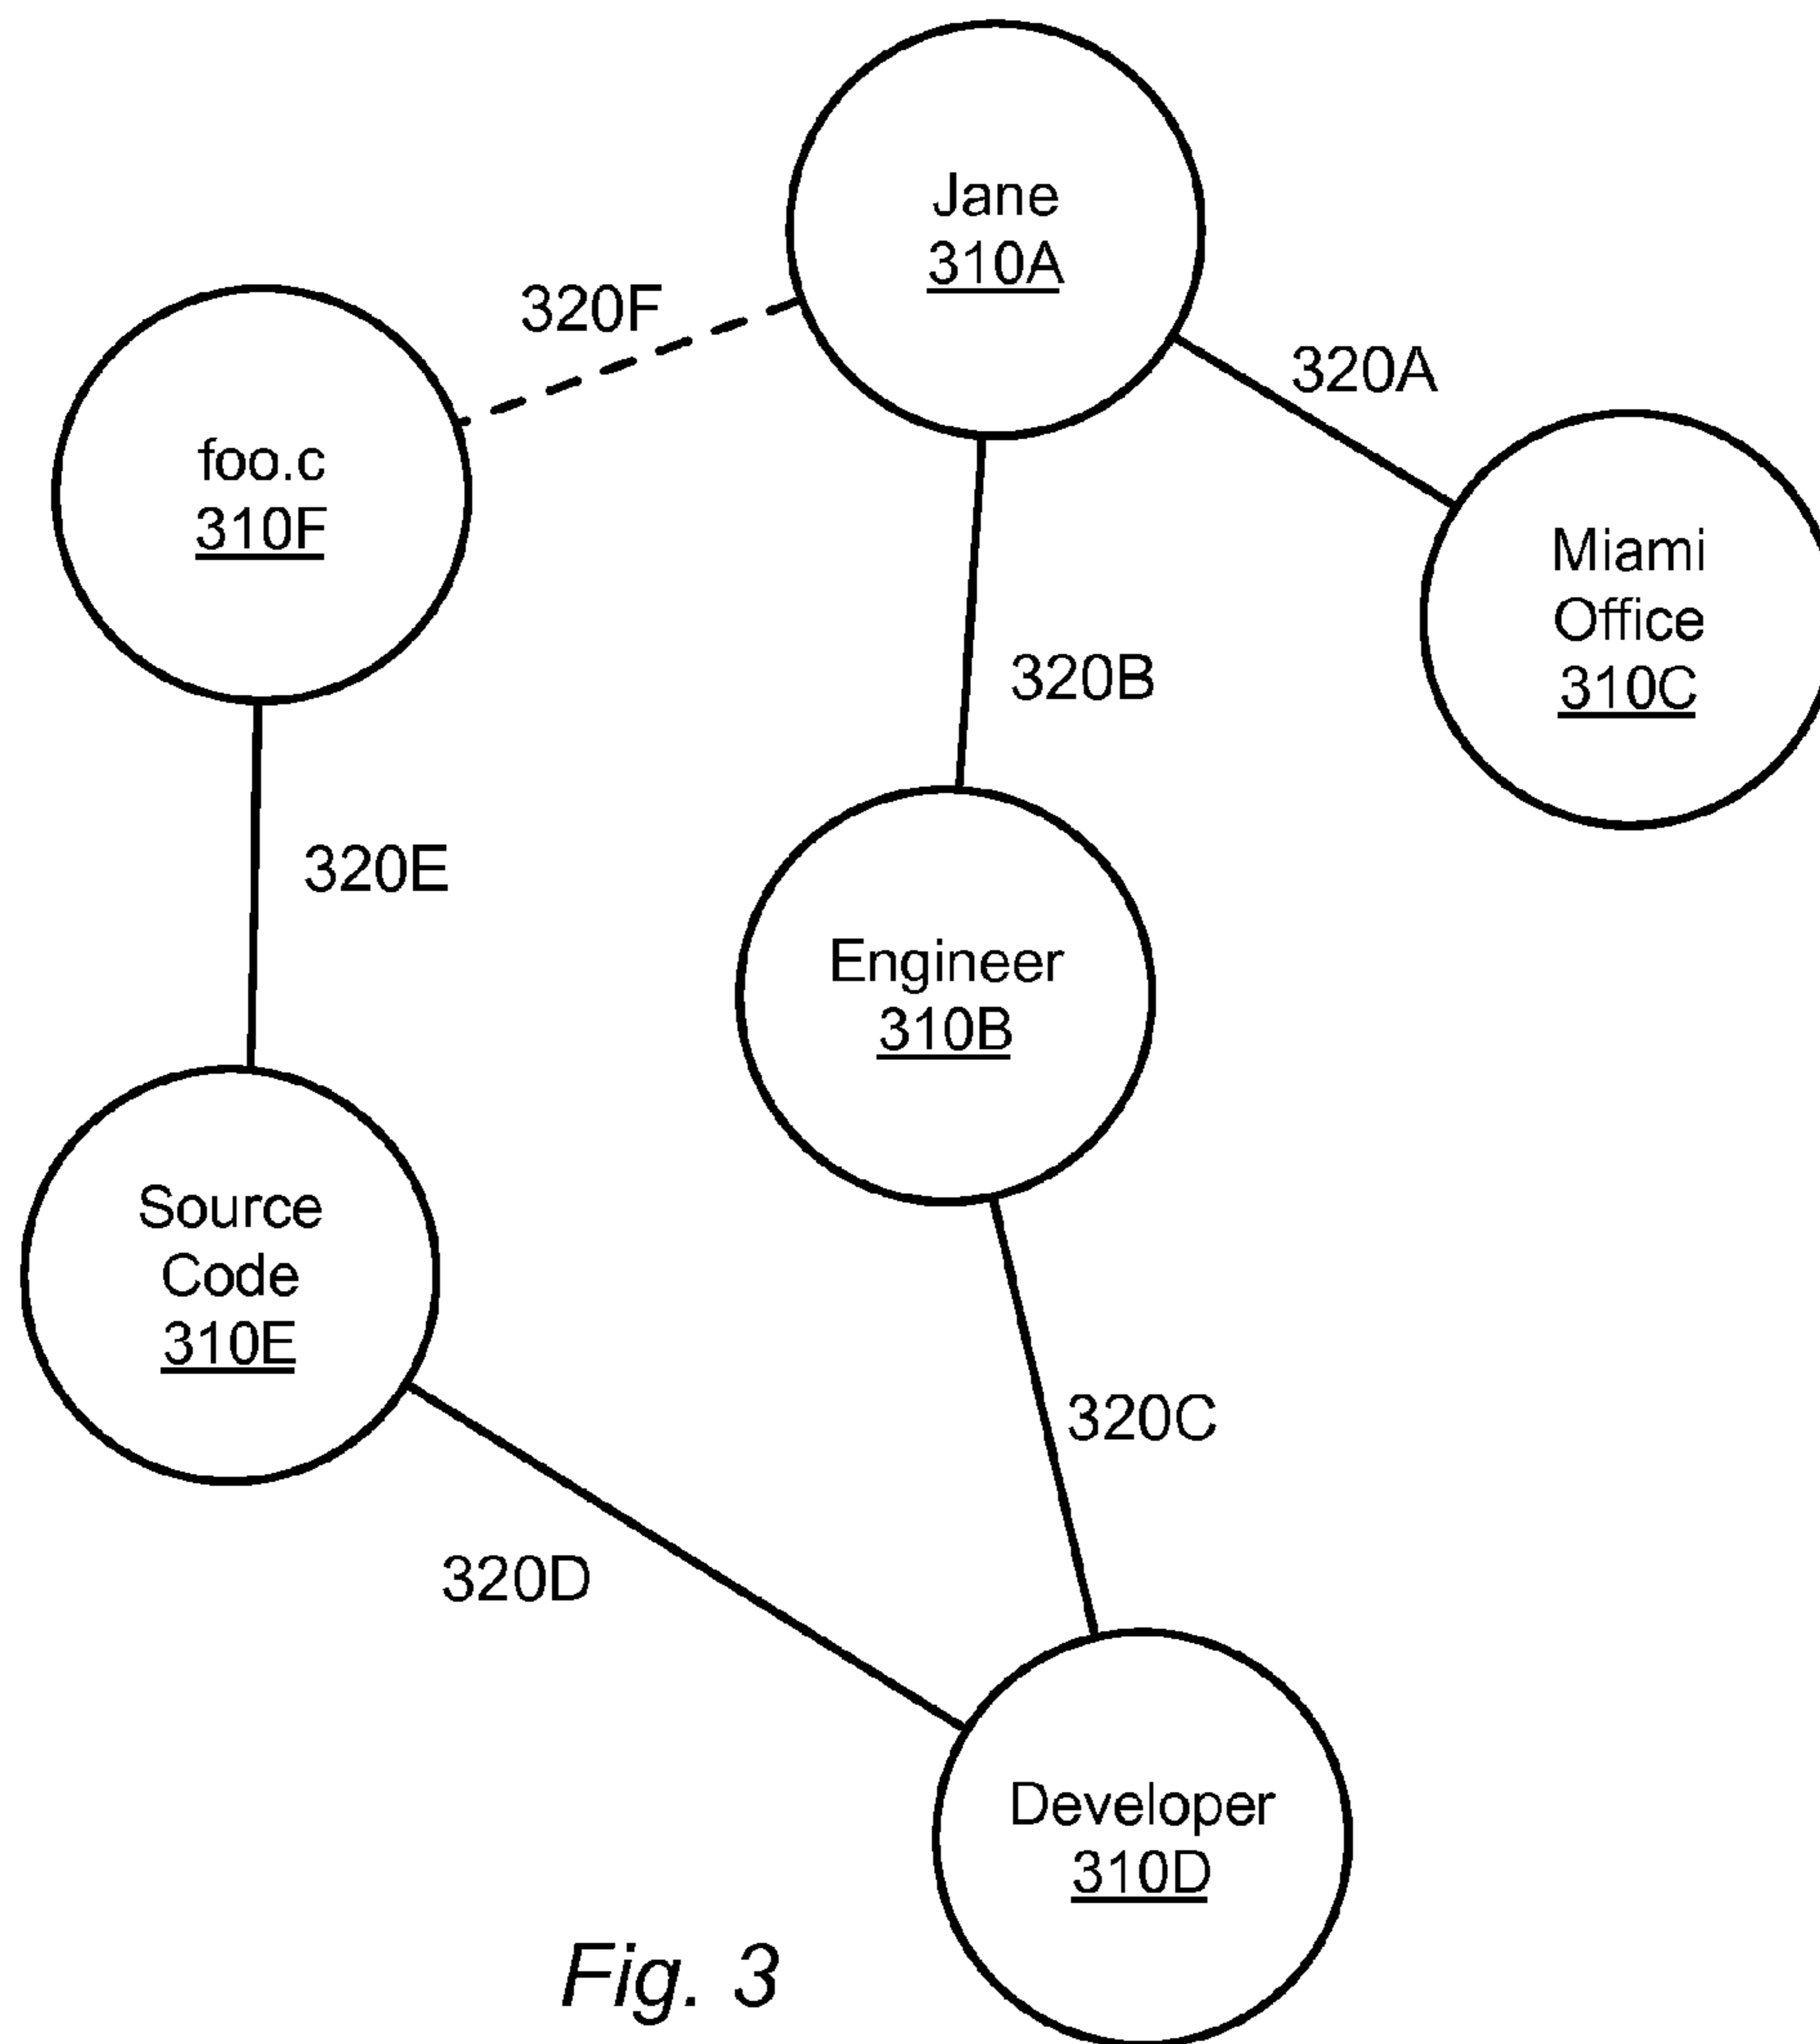 Jane
310A
320F
320A
foo.c
310F
Miami
Office
310C
320B
320E
Engineer
310B
Source
Code
310E
320C
320D
Developer
310D
Fig. 3